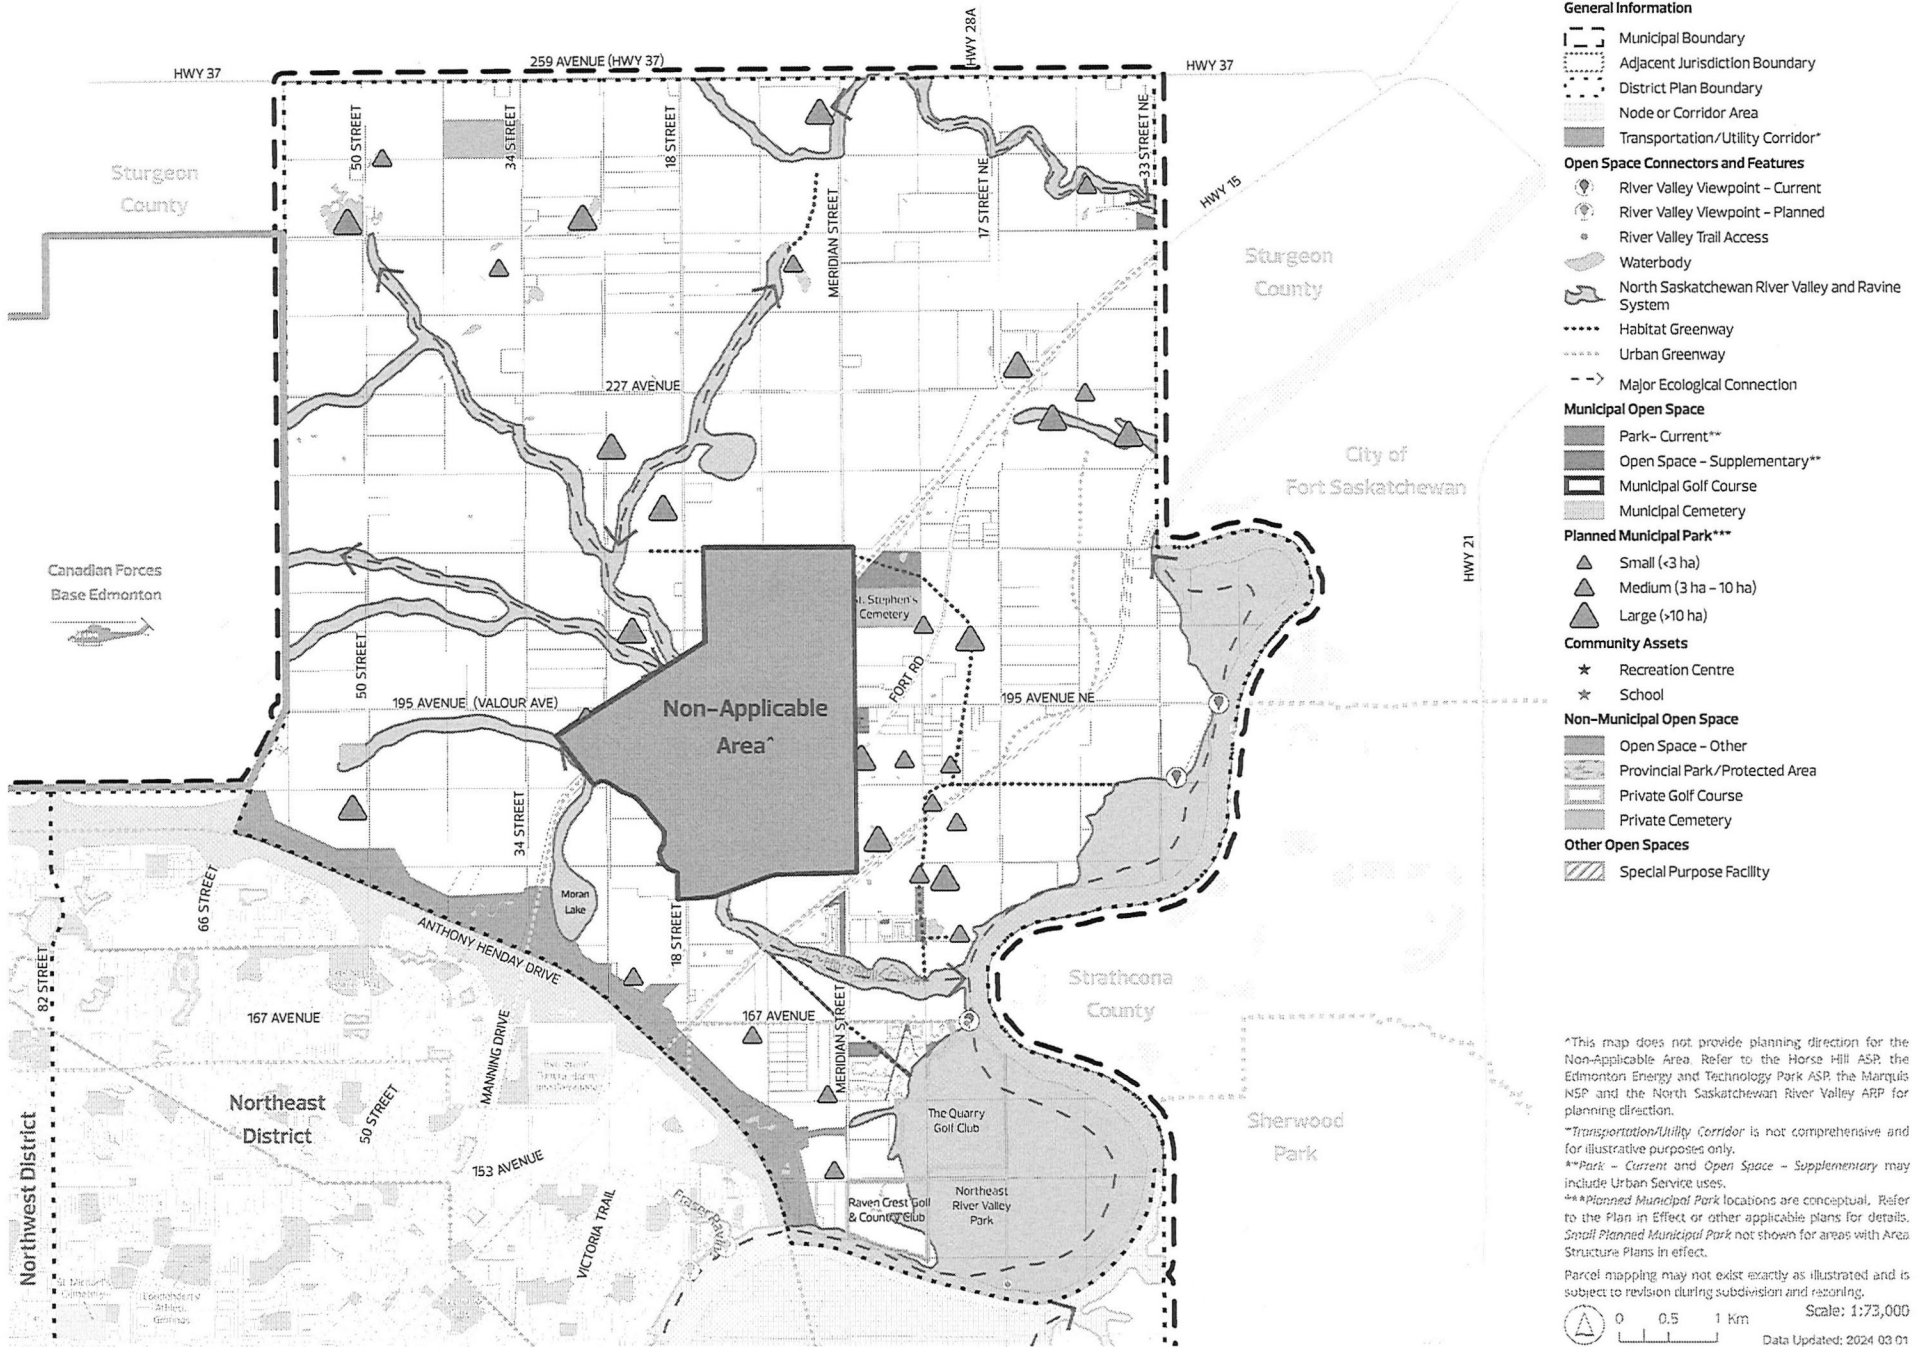 HWY 37
259 AVENUE (HWY 37)
HWY 28A
HWY 37
50 STREET
34 STREET
18 STREET
MERIDIAN STREET
17 STREET NE
33 STREET NE
HWY 15
Sturgeon
County
Sturgeon
County
227 AVENUE
City of
Fort Saskatchewan
HWY 21
Canadian Forces
Base Edmonton
St. Stephen's
Cemetery
50 STREET
FORT RD
195 AVENUE (VALOUR AVE)
195 AVENUE NE
Non-Applicable
Area^
34 STREET
Moran
Lake
66 STREET
18 STREET
ANTHONY HENDAY DRIVE
82 STREET
Strathcona
County
167 AVENUE
167 AVENUE
MANNING DRIVE
MERIDIAN STREET
Northeast
District
50 STREET
The Quarry
Golf Club
Sherwood
Park
153 AVENUE
Northwest District
VICTORIA TRAIL
Fraser Ravine
Raven Crest Golf
& Country Club
Northeast
River Valley
Park
General Information
Municipal Boundary
Adjacent Jurisdiction Boundary
District Plan Boundary
Node or Corridor Area
Transportation/Utility Corridor*
Open Space Connectors and Features
River Valley Viewpoint – Current
River Valley Viewpoint – Planned
River Valley Trail Access
Waterbody
North Saskatchewan River Valley and Ravine
System
Habitat Greenway
Urban Greenway
Major Ecological Connection
Municipal Open Space
Park– Current**
Open Space – Supplementary**
Municipal Golf Course
Municipal Cemetery
Planned Municipal Park***
Small (<3 ha)
Medium (3 ha – 10 ha)
Large (>10 ha)
Community Assets
Recreation Centre
School
Non-Municipal Open Space
Open Space – Other
Provincial Park/Protected Area
Private Golf Course
Private Cemetery
Other Open Spaces
Special Purpose Facility
^This map does not provide planning direction for the
Non-Applicable Area. Refer to the Horse Hill ASP, the
Edmonton Energy and Technology Park ASP, the Marquis
NSP and the North Saskatchewan River Valley ARP for
planning direction.
*Transportation/Utility Corridor is not comprehensive and
for illustrative purposes only.
**Park – Current and Open Space – Supplementary may
include Urban Service uses.
***Planned Municipal Park locations are conceptual. Refer
to the Plan in Effect or other applicable plans for details.
Small Planned Municipal Park not shown for areas with Area
Structure Plans in effect.
Parcel mapping may not exist exactly as illustrated and is
subject to revision during subdivision and rezoning.
0 0.5 1 Km
Scale: 1:73,000
Data Updated: 2024 03 01